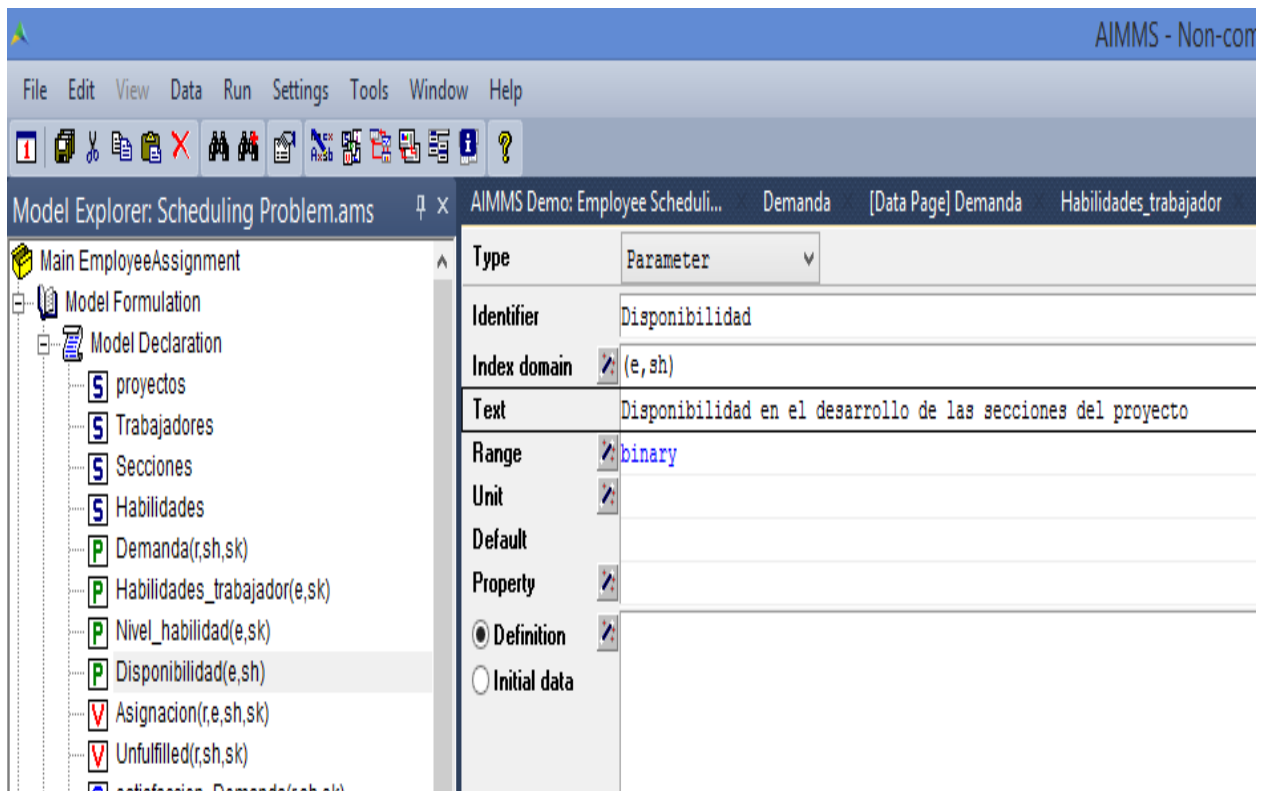 AIMMS - Non-com
File Edit View Data Run Settings Tools Window Help
Model Explorer: Scheduling Problem.ams
AIMMS Demo: Employee Scheduli... Demanda [Data Page] Demanda Habilidades_trabajador
Main EmployeeAssignment
Model Formulation
Model Declaration
S proyectos
S Trabajadores
S Secciones
S Habilidades
P Demanda(r,sh,sk)
P Habilidades_trabajador(e,sk)
P Nivel_habilidad(e,sk)
P Disponibilidad(e,sh)
V Asignacion(r,e,sh,sk)
V Unfulfilled(r,sh,sk)
Type Parameter
Identifier Disponibilidad
Index domain (e,sh)
Text Disponibilidad en el desarrollo de las secciones del proyecto
Range binary
Unit
Default
Property
Definition
Initial data